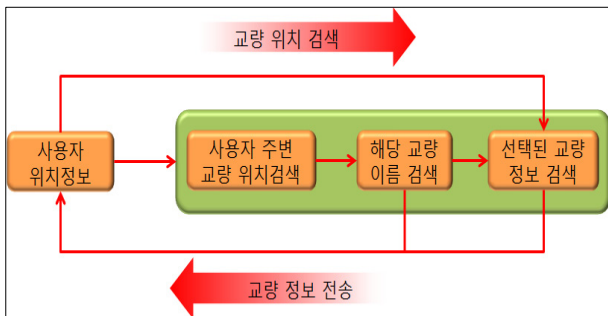 교량 위치 검색
사용자
위치정보
사용자 주변
교량 위치검색
해당 교량
이름 검색
선택된 교량
정보 검색
교량 정보 전송